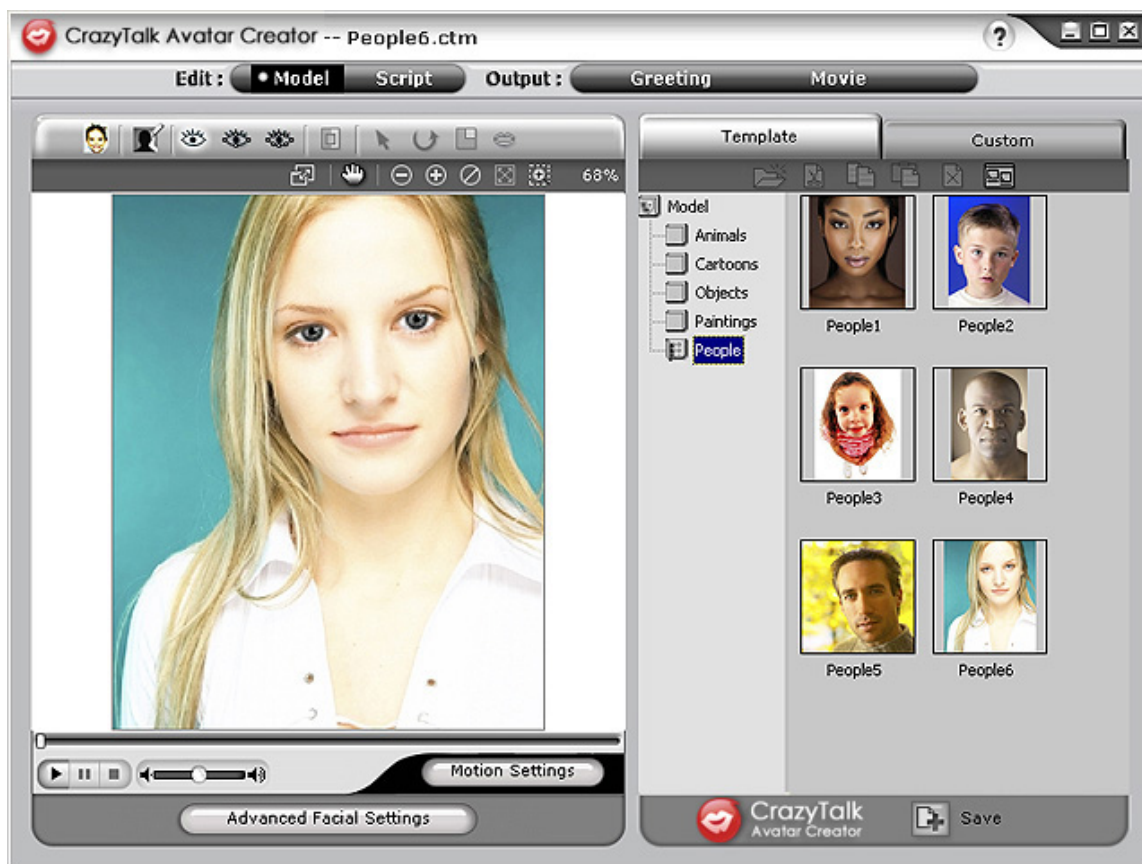 CrazyTalk Avatar Creator -- People6.ctm
?
Edit : Model Script Output : Greeting Movie
Template Custom
68%
Model
Animals
Cartoons
Objects
Paintings
People
People1 People2
People3 People4
People5 People6
Motion Settings
Advanced Facial Settings
CrazyTalk
Avatar Creator
Save